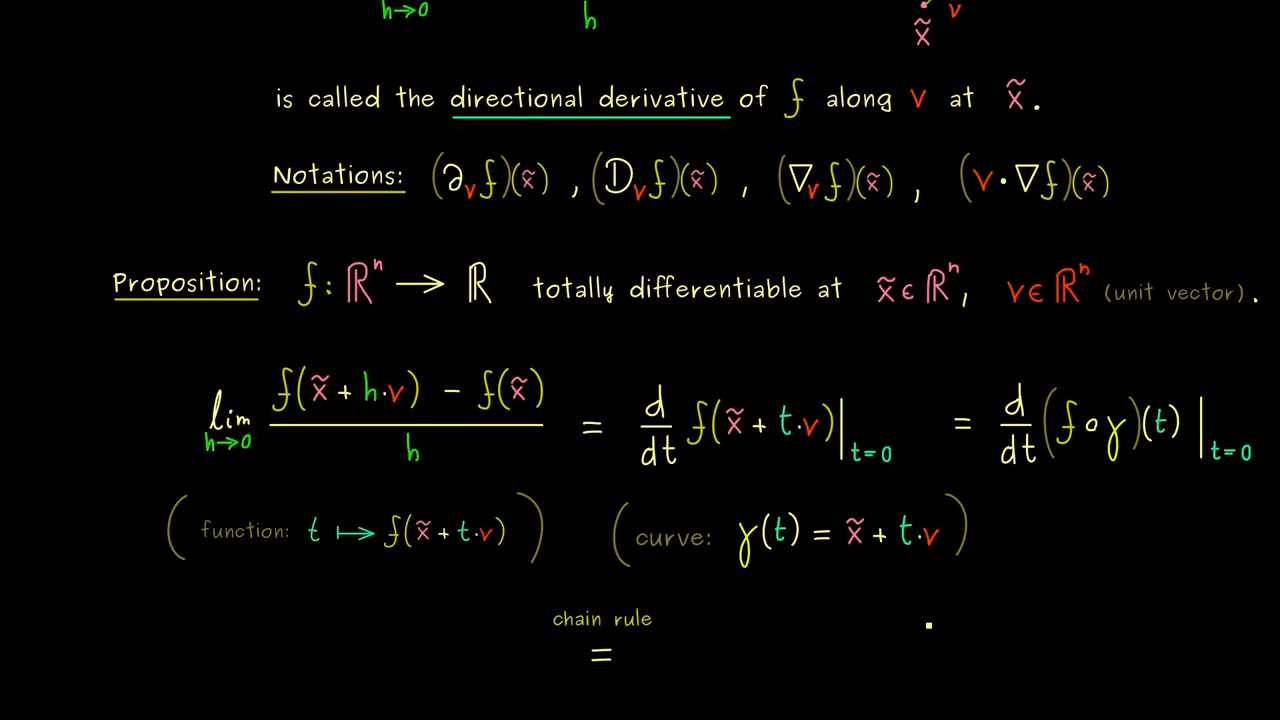 h→0 h x̃ v
is called the directional derivative of f along v at x̃.
Notations: (∂ᵥf)(x̃) , (Dᵥf)(x̃) , (∇ᵥf)(x̃) , (v·∇f)(x̃)
Proposition: f: ℝⁿ ⟶ ℝ totally differentiable at x̃ ∈ ℝⁿ, v ∈ ℝⁿ (unit vector).
lim_{h→0} (f(x̃ + h·v) − f(x̃)) / h = d/dt f(x̃ + t·v)|_{t=0} = d/dt (f∘γ)(t)|_{t=0}
(function: t ↦ f(x̃ + t·v)) (curve: γ(t) = x̃ + t·v)
chain rule
=